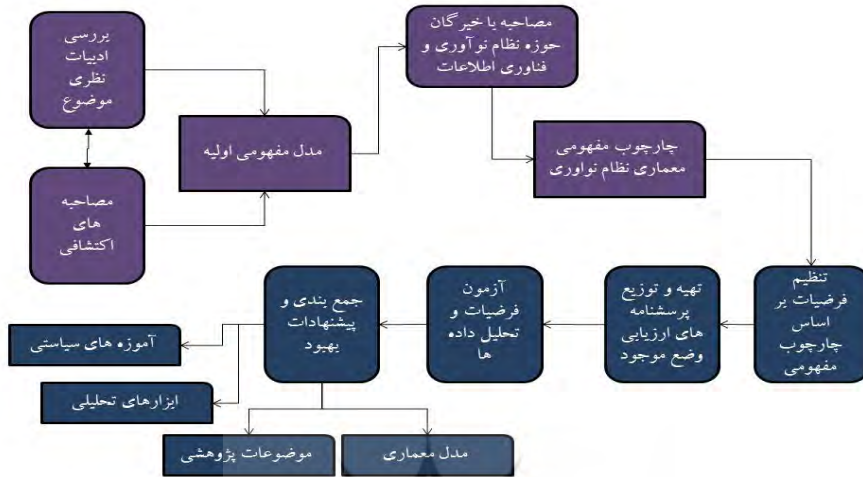 بررسی
ادبیات
نظری
موضوع
مصاحبه
های
اکتشافی
مدل مفهومی اولیه
مصاحبه با خبرگان
حوزه نظام نوآوری و
فناوری اطلاعات
چارچوب مفهومی
معماری نظام نواوری
تنظیم
فرضیات بر
اساس
چارچوب
مفهومی
تهیه و توزیع
پرسشنامه
های ارزیابی
وضع موجود
آزمون
فرضیات و
تحلیل داده
ها
جمع بندی و
پیشنهادات
بهبود
آموزه های سیاستی
ابزارهای تحلیلی
موضوعات پژوهشی
مدل معماری